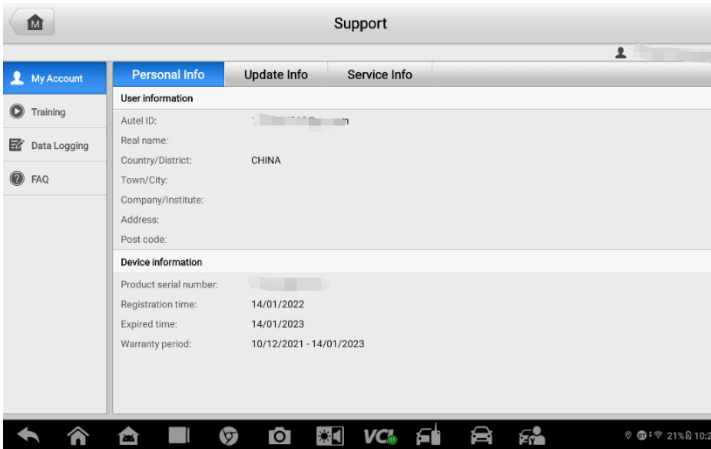 M
Support
My Account
Training
Data Logging
FAQ
Personal Info Update Info Service Info
User information
Autel ID:
Real name:
Country/District: CHINA
Town/City:
Company/Institute:
Address:
Post code:
Device information
Product serial number:
Registration time: 14/01/2022
Expired time: 14/01/2023
Warranty period: 10/12/2021 - 14/01/2023
VCI 21%